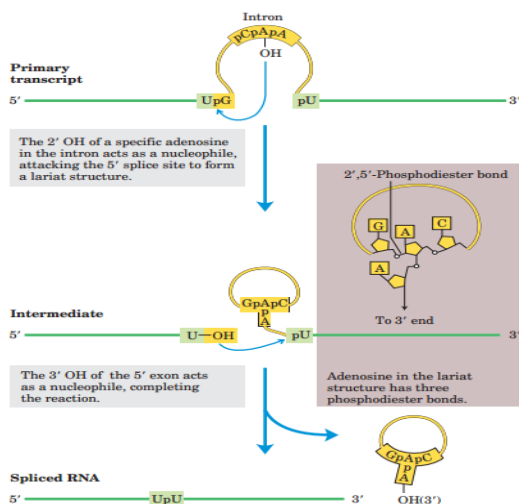 Intron
pCpApA
OH
Primary
transcript
5′ UpG pU 3′
The 2′ OH of a specific adenosine
in the intron acts as a nucleophile,
attacking the 5′ splice site to form
a lariat structure.
2′,5′-Phosphodiester bond
G A C
A
To 3′ end
Adenosine in the lariat
structure has three
phosphodiester bonds.
GpApC
p
A
Intermediate
5′ U—OH pU 3′
The 3′ OH of the 5′ exon acts
as a nucleophile, completing
the reaction.
GpApC
p
A
OH(3′)
Spliced RNA
5′ UpU 3′